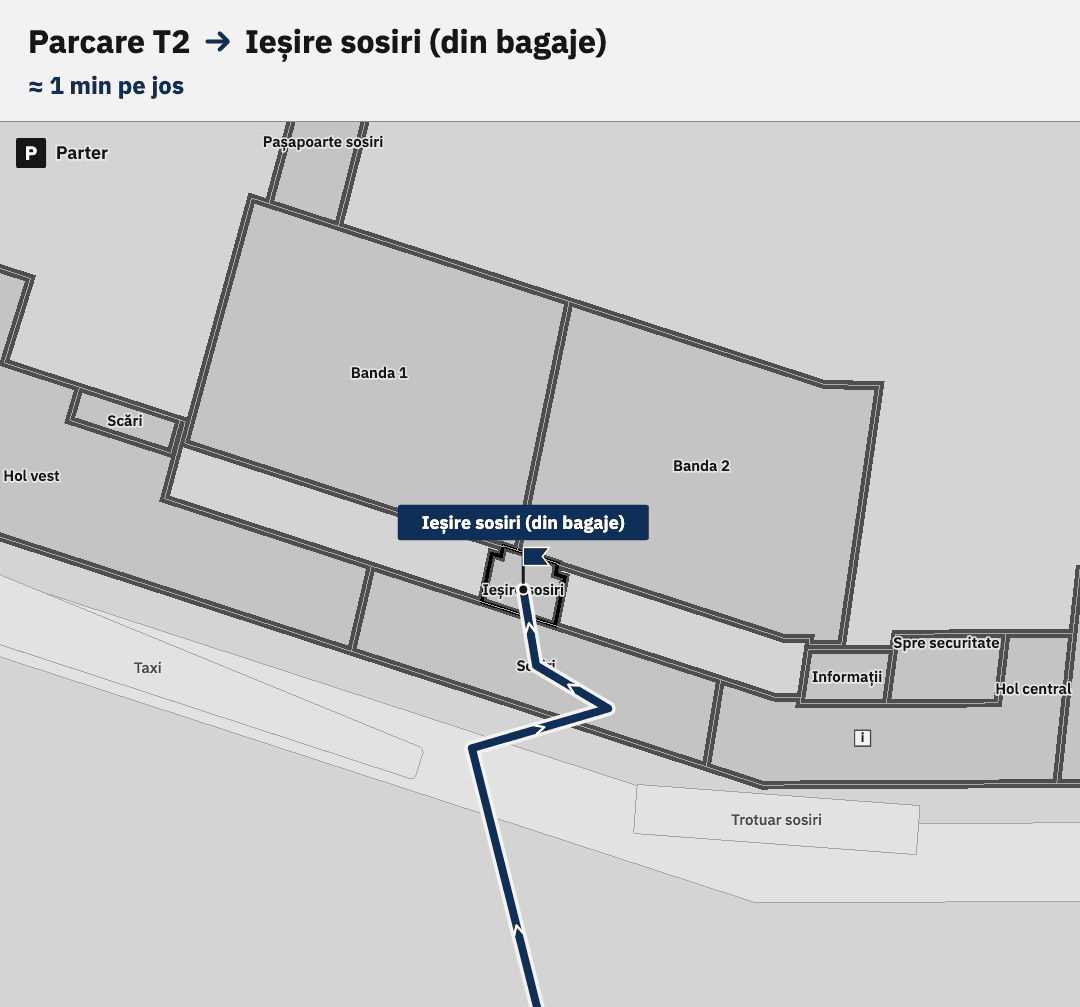 Parcare T2 → Ieșire sosiri (din bagaje)
≈ 1 min pe jos
P Parter
Pașapoarte sosiri
Banda 1
Scări
Banda 2
Hol vest
Ieșire sosiri (din bagaje)
Ieșire sosiri
Spre securitate
Taxi
Sosiri
Informații
Hol central
i
Trotuar sosiri